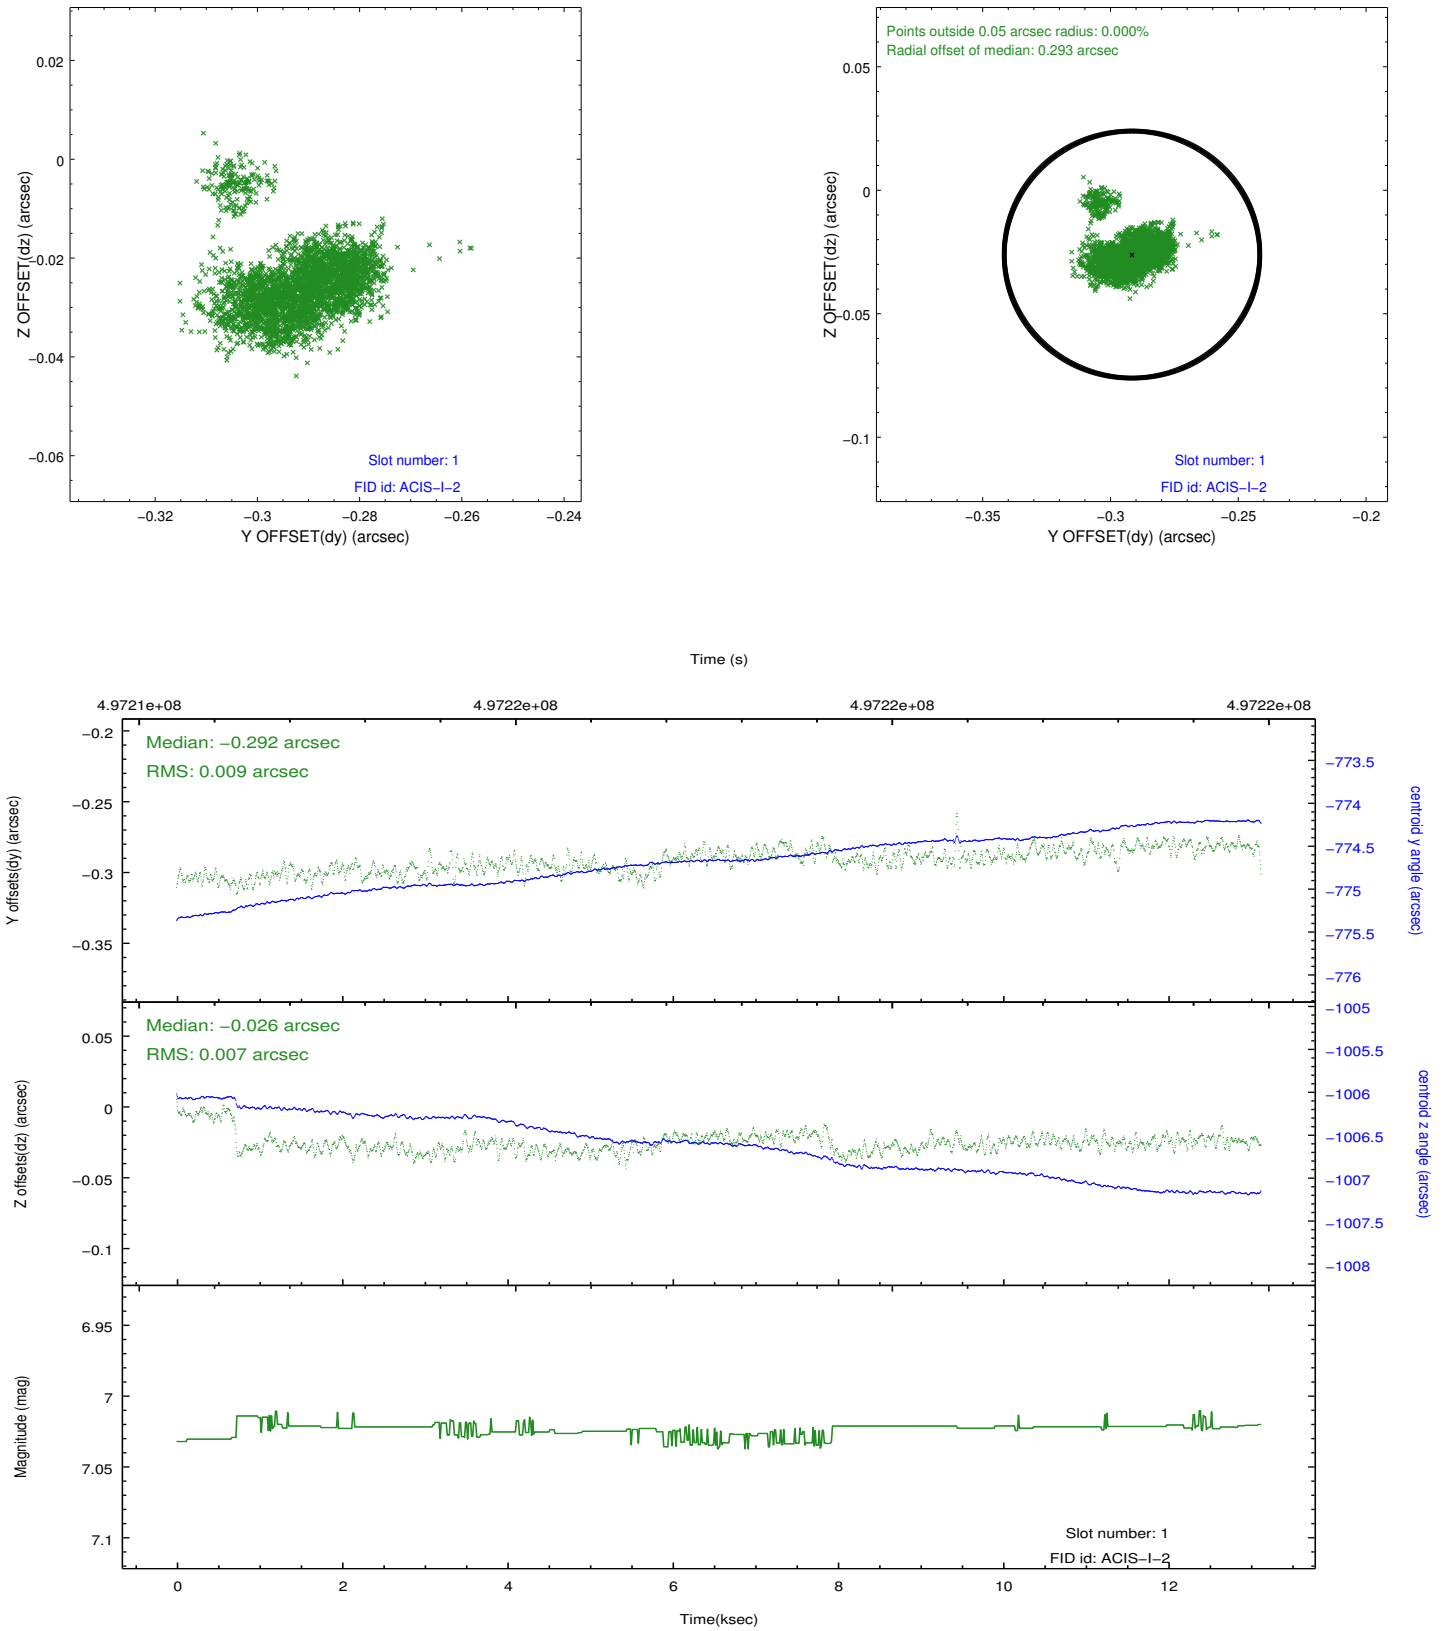 0.02
0
−0.02
−0.04
−0.06
Z OFFSET(dz) (arcsec)
−0.32
−0.3
−0.28
−0.26
−0.24
Y OFFSET(dy) (arcsec)
Slot number: 1
FID id: ACIS−I−2
Points outside 0.05 arcsec radius: 0.000%
Radial offset of median: 0.293 arcsec
0.05
0
−0.05
−0.1
Z OFFSET(dz) (arcsec)
−0.35
−0.3
−0.25
−0.2
Y OFFSET(dy) (arcsec)
Slot number: 1
FID id: ACIS−I−2
Time (s)
4.9721e+08
4.9722e+08
4.9722e+08
4.9722e+08
−0.2
−0.25
−0.3
−0.35
Y offsets(dy) (arcsec)
Median: −0.292 arcsec
RMS: 0.009 arcsec
−773.5
−774
−774.5
−775
−775.5
−776
centroid y angle (arcsec)
0.05
0
−0.05
−0.1
Z offsets(dz) (arcsec)
Median: −0.026 arcsec
RMS: 0.007 arcsec
−1005
−1005.5
−1006
−1006.5
−1007
−1007.5
−1008
centroid z angle (arcsec)
6.95
7
7.05
7.1
Magnitude (mag)
Slot number: 1
FID id: ACIS−I−2
0
2
4
6
8
10
12
Time(ksec)